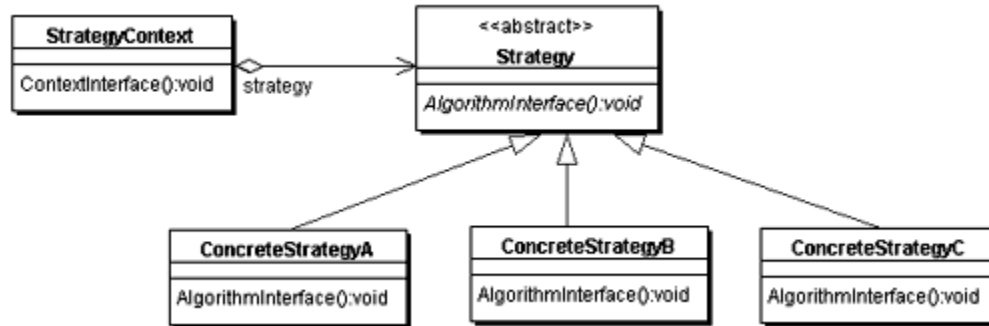 StrategyContext
ContextInterface():void
strategy
<<abstract>>
Strategy
AlgorithmInterface():void
ConcreteStrategyA
AlgorithmInterface():void
ConcreteStrategyB
AlgorithmInterface():void
ConcreteStrategyC
AlgorithmInterface():void